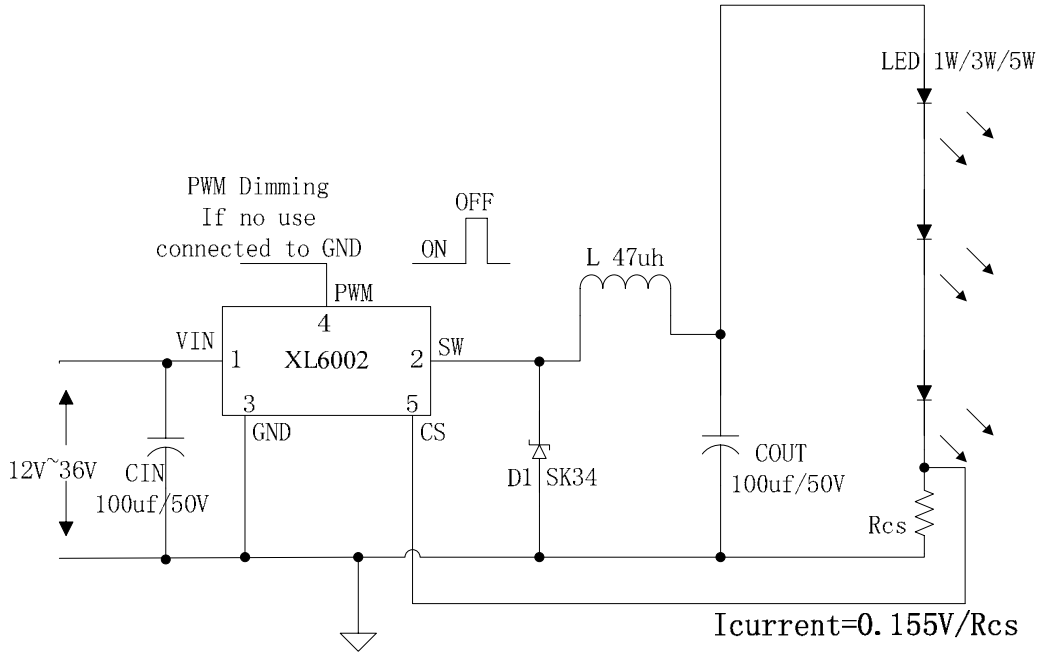 LED 1W/3W/5W
PWM Dimming
If no use
connected to GND
OFF
ON
L 47uh
PWM
4
VIN
1
XL6002
2
SW
3
5
GND
CS
12V~36V
CIN
100uf/50V
D1
SK34
COUT
100uf/50V
Rcs
Icurrent=0.155V/Rcs